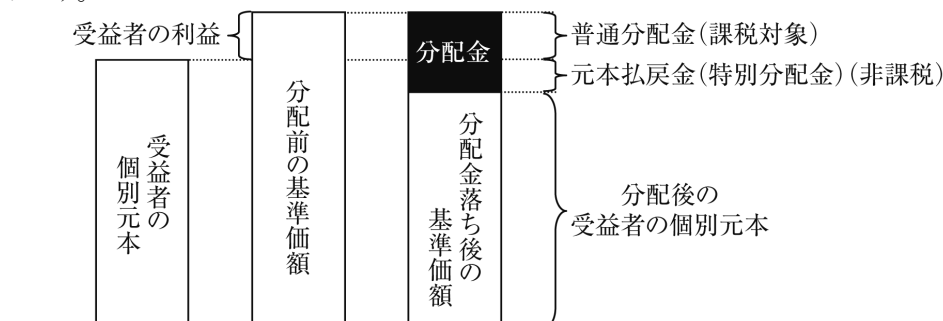 受益者の利益
分配金
普通分配金(課税対象)
元本払戻金(特別分配金)(非課税)
受益者の
個別元本
分配前の基準価額
分配金落ち後の
基準価額
分配後の
受益者の個別元本